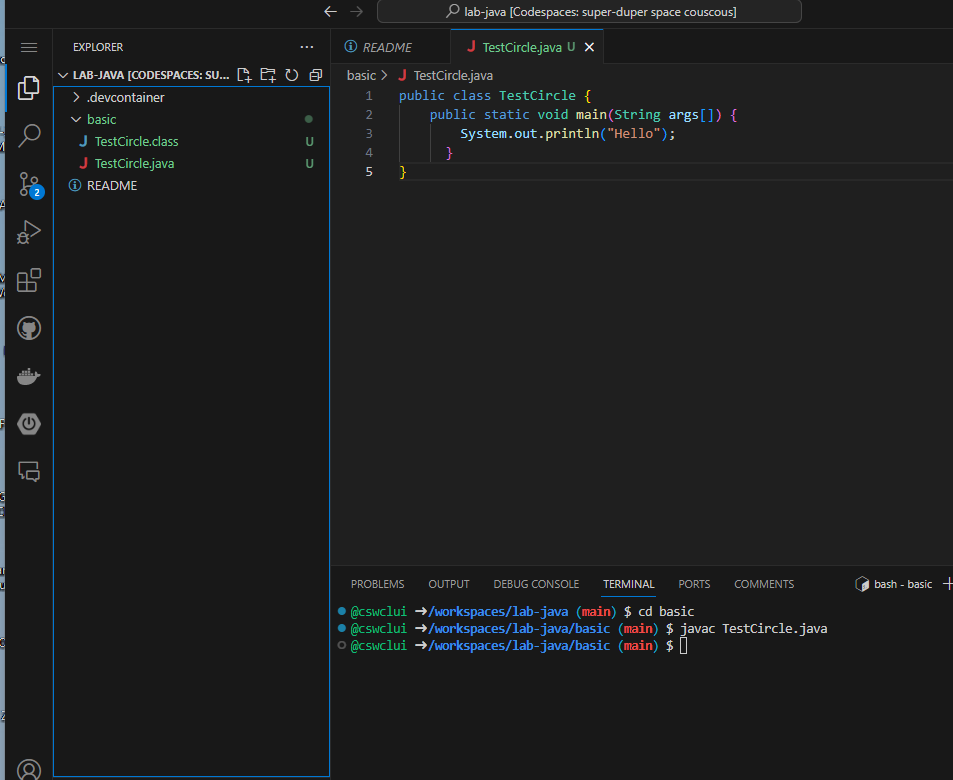 lab-java [Codespaces: super-duper space couscous]
EXPLORER
LAB-JAVA [CODESPACES: SU...
.devcontainer
basic
TestCircle.class U
TestCircle.java U
README
2
README
TestCircle.java U
basic > TestCircle.java
1 public class TestCircle {
2 public static void main(String args[]) {
3 System.out.println("Hello");
4 }
5 }
PROBLEMS OUTPUT DEBUG CONSOLE TERMINAL PORTS COMMENTS
bash - basic
@cswclui →/workspaces/lab-java (main) $ cd basic
@cswclui →/workspaces/lab-java/basic (main) $ javac TestCircle.java
@cswclui →/workspaces/lab-java/basic (main) $